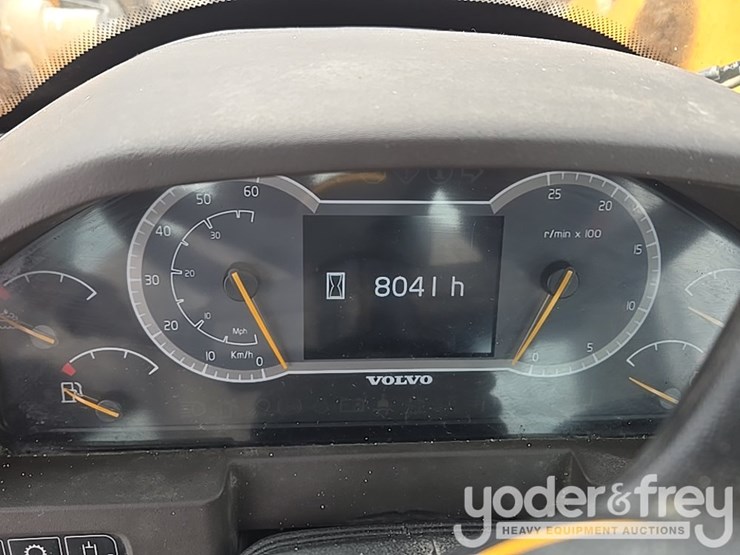 50 60
40
30
30
20
20
10
Mph
10 Km/h 0
8041 h
25
20
r/min x 100
15
10
5
0
VOLVO
yoder&frey
HEAVY EQUIPMENT AUCTIONS